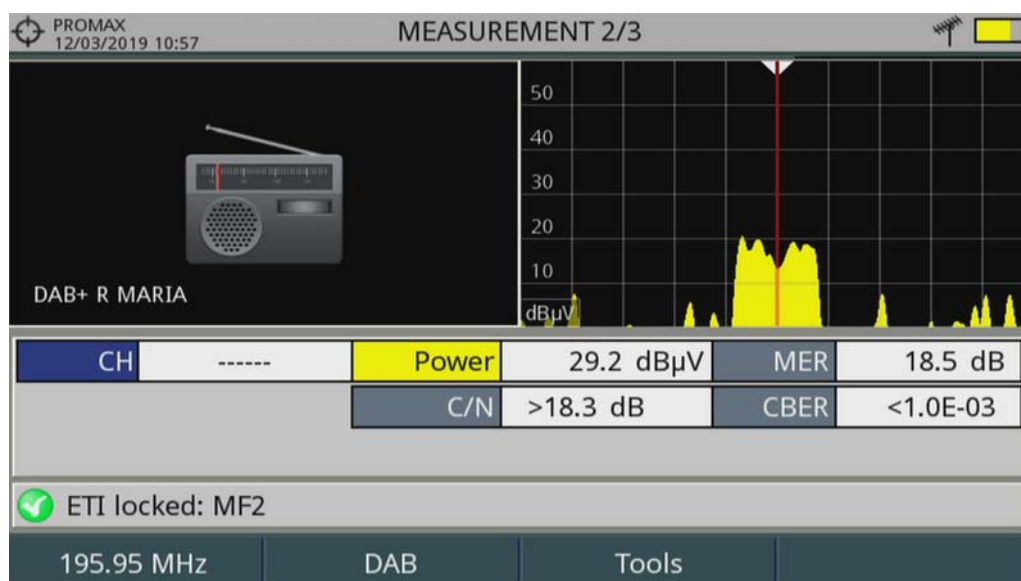 PROMAX
12/03/2019 10:57
MEASUREMENT 2/3
50
40
30
20
10
dBµV
DAB+ R MARIA
CH ------ Power 29.2 dBµV MER 18.5 dB
C/N >18.3 dB CBER <1.0E-03
ETI locked: MF2
195.95 MHz DAB Tools